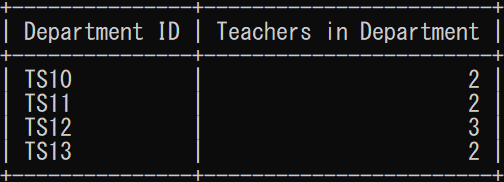 Department ID | Teachers in Department
TS10 | 2
TS11 | 2
TS12 | 3
TS13 | 2